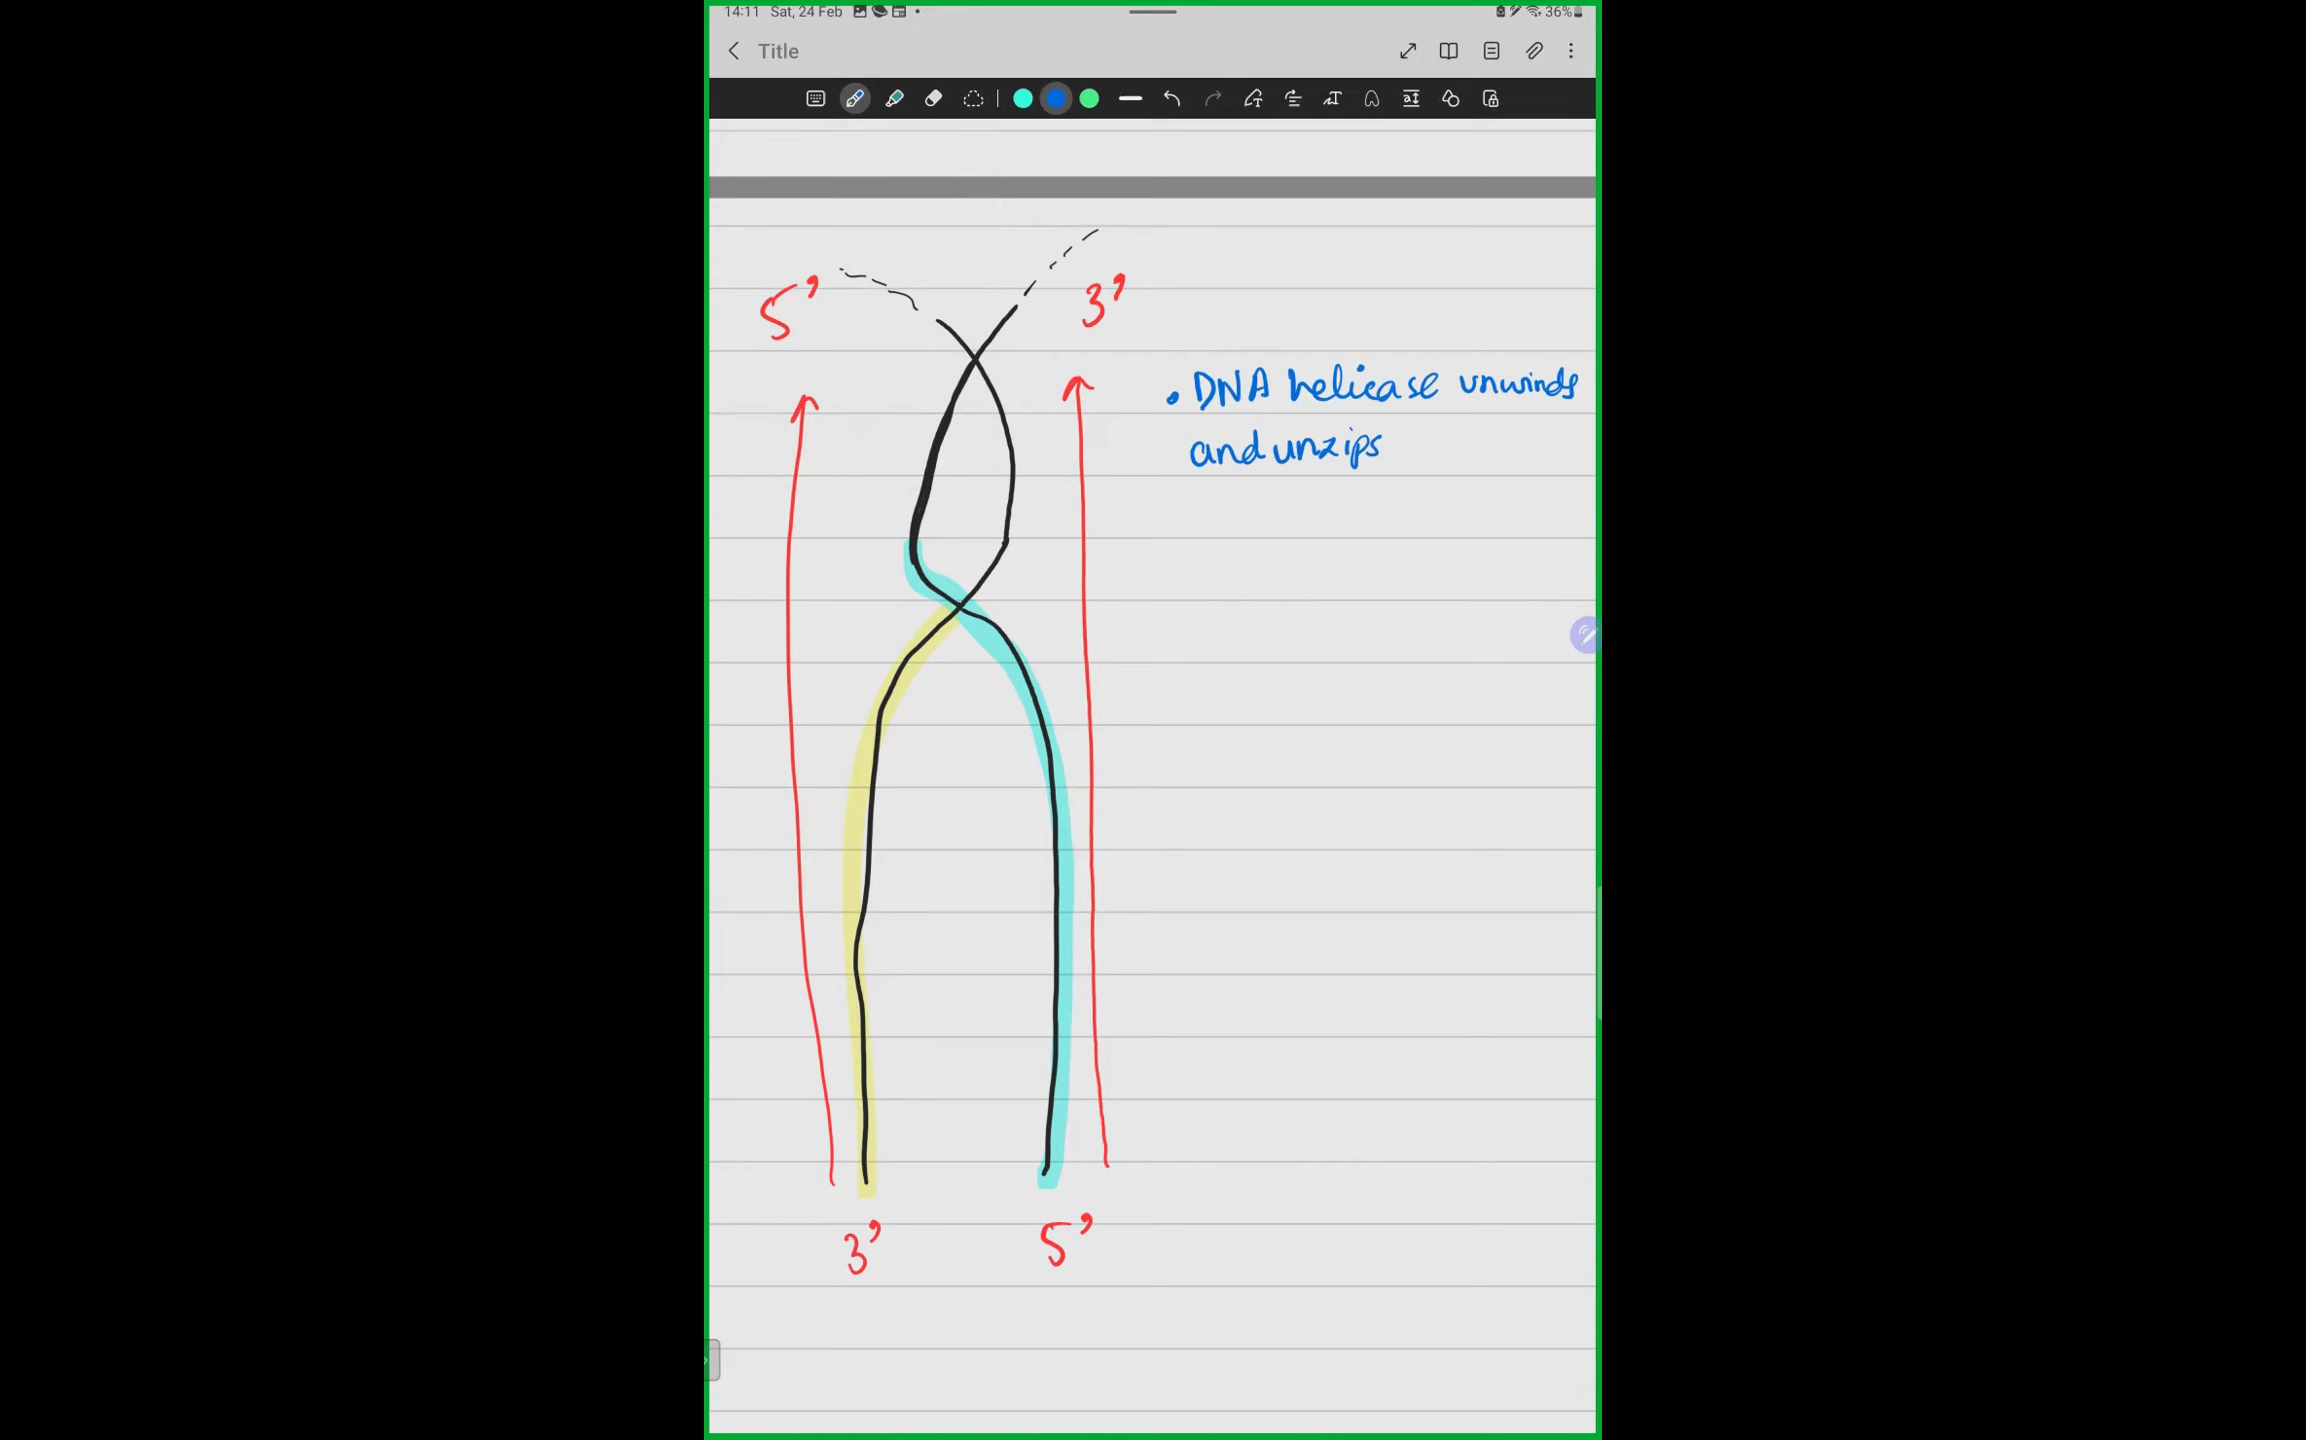 14:11 Sat, 24 Feb
36%
Title
5’ 3’
• DNA helicase unwinds
and unzips
3’ 5’